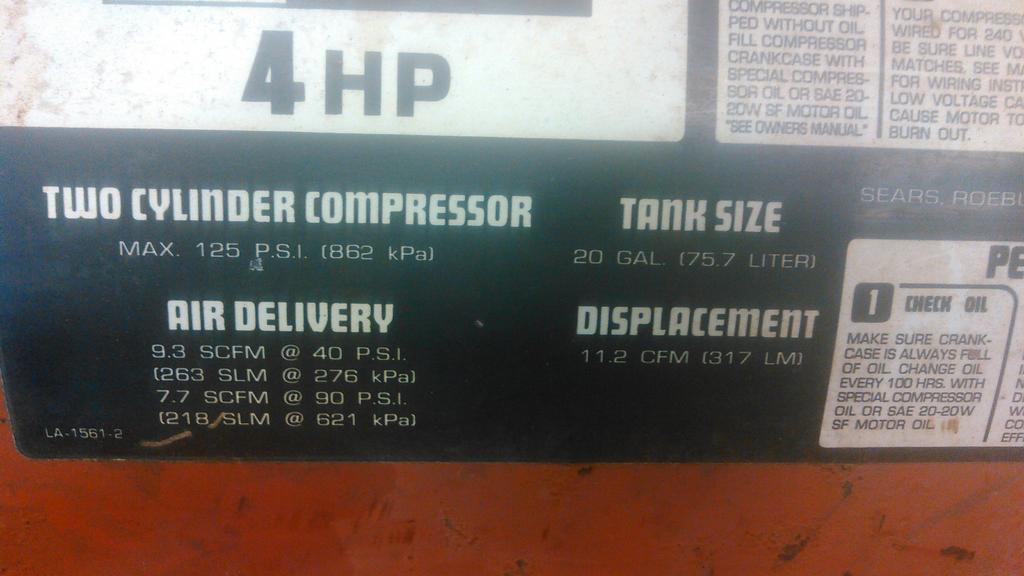 4 HP
COMPRESSOR SHIP-
PED WITHOUT OIL
FILL COMPRESSOR
CRANKCASE WITH
SPECIAL COMPRES-
SOR OIL OR SAE 20-
20W SF MOTOR OIL
"SEE OWNERS MANUAL"
YOUR COMPRESSO
WIRED FOR 240 V
BE SURE LINE VO
MATCHES. SEE MA
FOR WIRING INST
LOW VOLTAGE CA
CAUSE MOTOR TO
BURN OUT.
TWO CYLINDER COMPRESSOR
MAX. 125 P.S.I. (862 kPa)
AIR DELIVERY
9.3 SCFM @ 40 P.S.I.
(263 SLM @ 276 kPa)
7.7 SCFM @ 90 P.S.I.
(218 SLM @ 621 kPa)
LA-1561-2
TANK SIZE
20 GAL. (75.7 LITER)
DISPLACEMENT
11.2 CFM (317 LM)
SEARS, ROEBU
PE
1 CHECK OIL
MAKE SURE CRANK-
CASE IS ALWAYS FULL
OF OIL. CHANGE OIL
EVERY 100 HRS. WITH
SPECIAL COMPRESSOR
OIL OR SAE 20-20W
SF MOTOR OIL